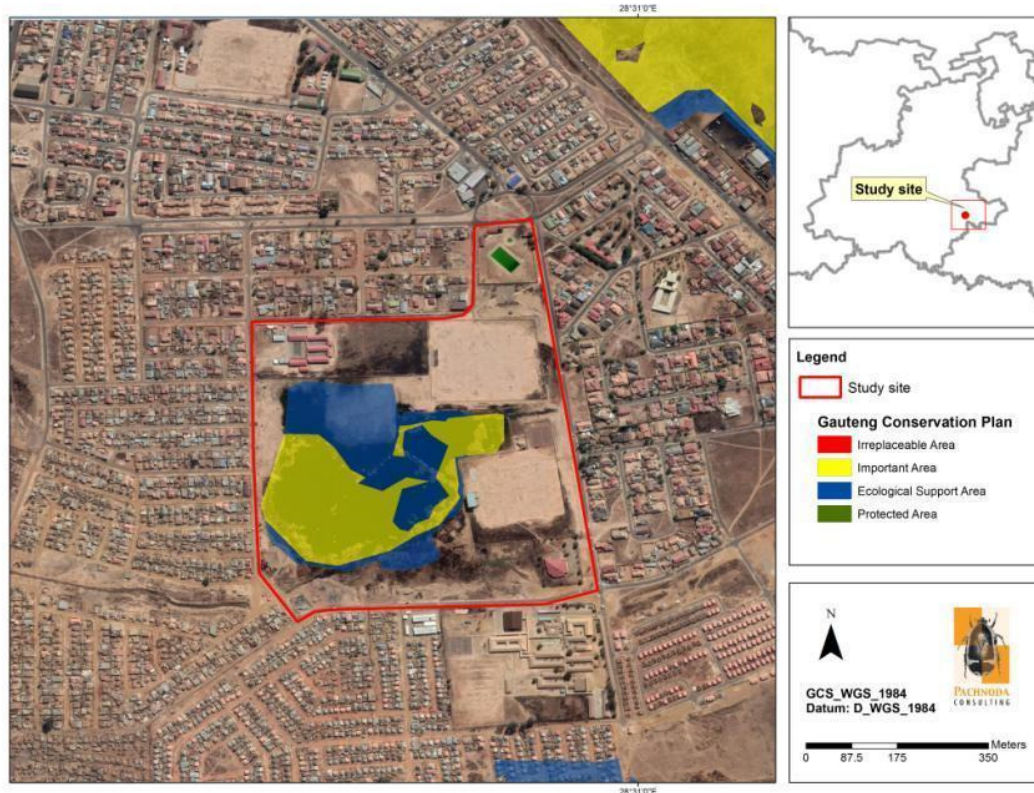 28°31'0"E
Study site
Legend
Study site
Gauteng Conservation Plan
Irreplaceable Area
Important Area
Ecological Support Area
Protected Area
N
GCS_WGS_1984
Datum: D_WGS_1984
PACHNODA
CONSULTING
Meters
0 87.5 175 350
28°31'0"E